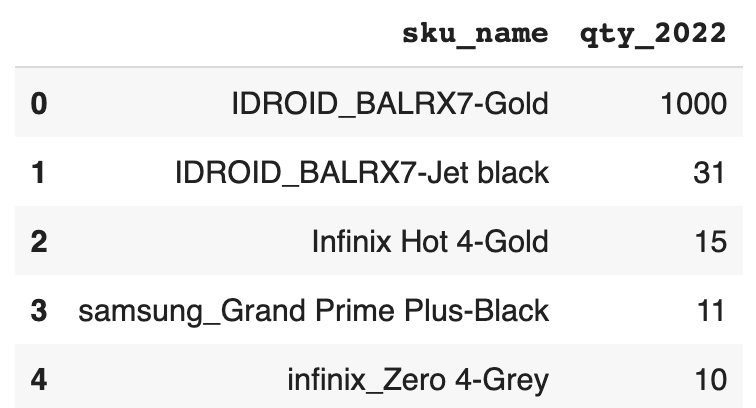 sku_name qty_2022
0 IDROID_BALRX7-Gold 1000
1 IDROID_BALRX7-Jet black 31
2 Infinix Hot 4-Gold 15
3 samsung_Grand Prime Plus-Black 11
4 infinix_Zero 4-Grey 10